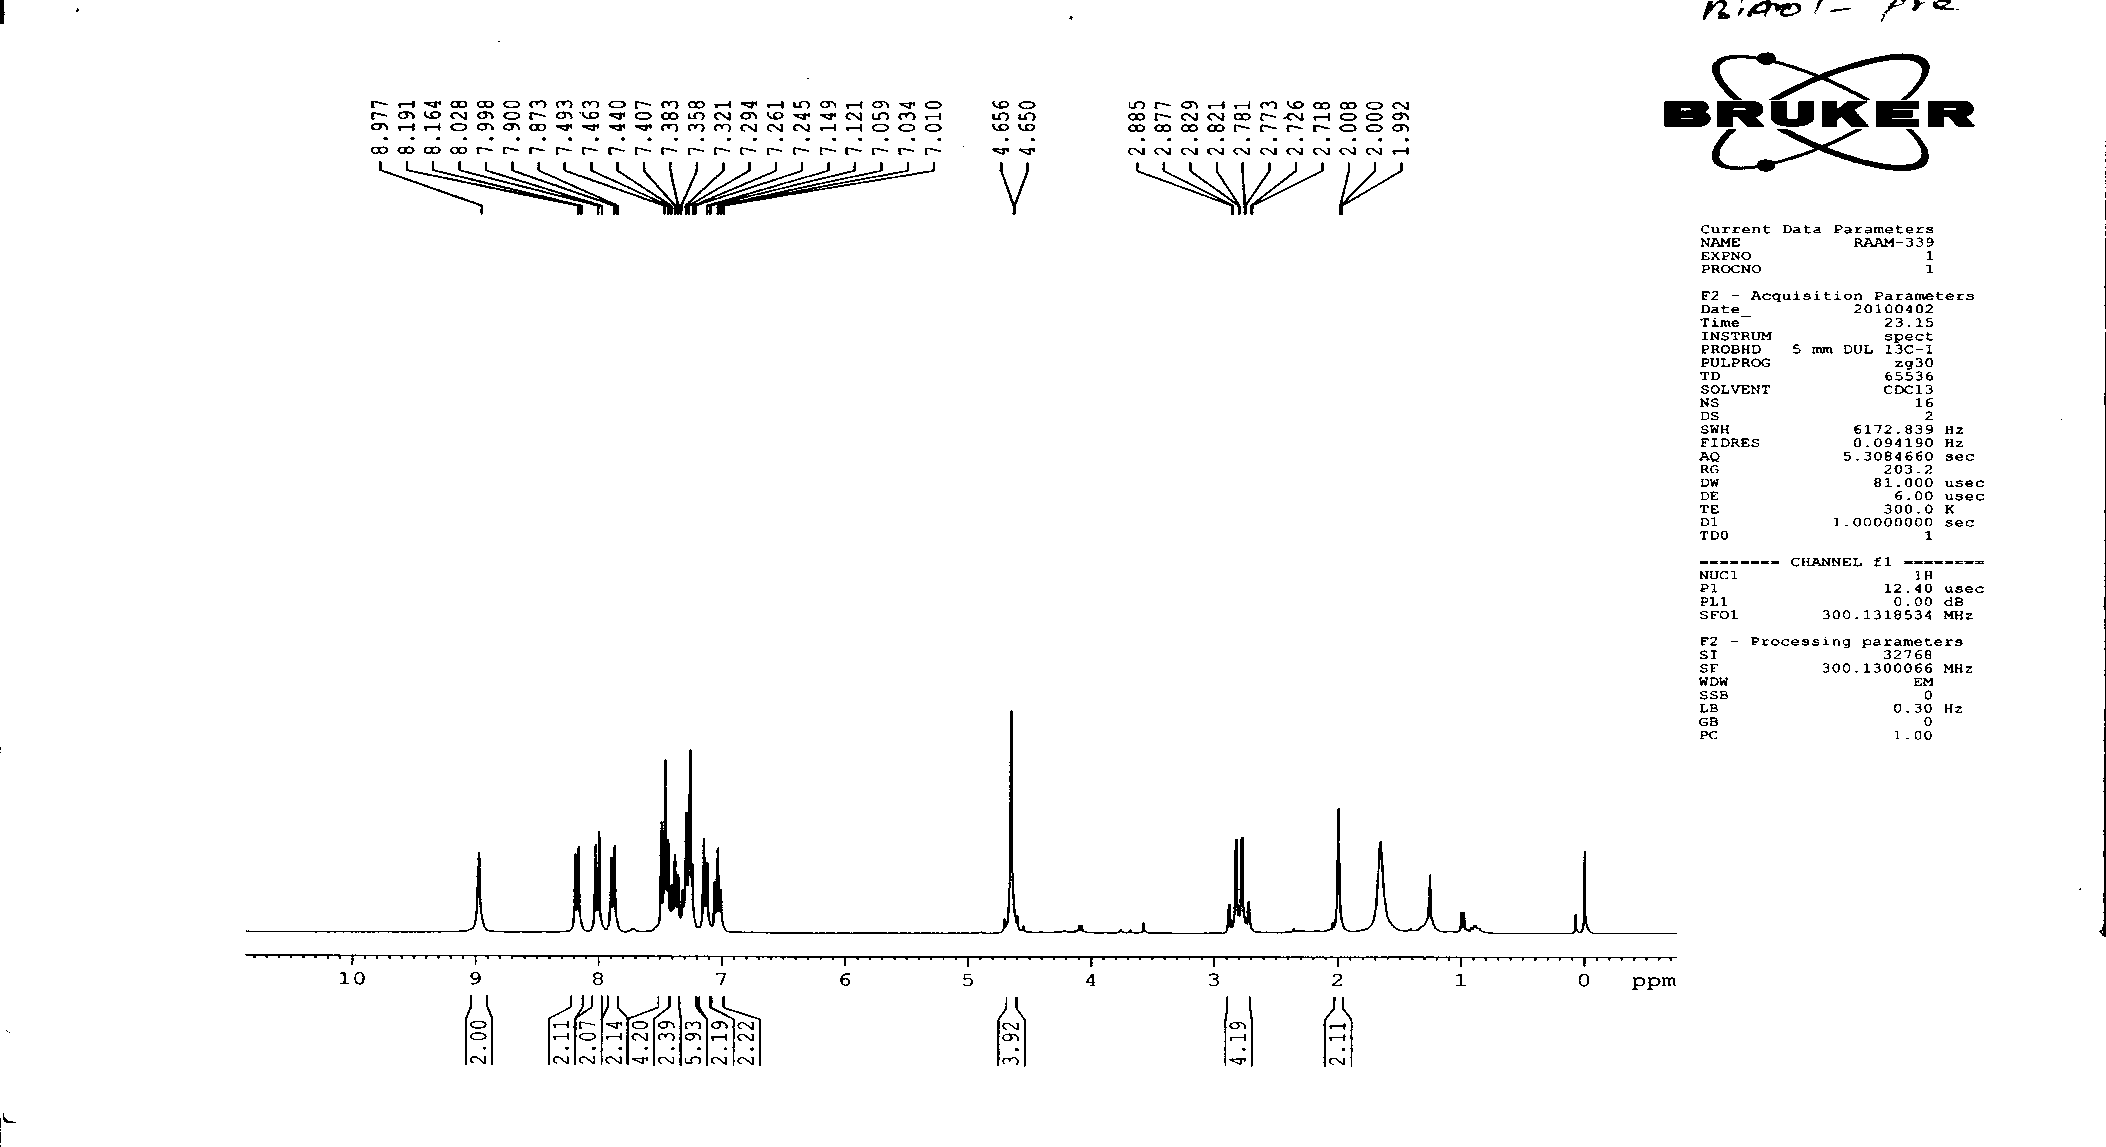 BRUKER
8.977
8.191
8.164
8.028
7.998
7.900
7.873
7.493
7.463
7.440
7.407
7.383
7.358
7.321
7.294
7.261
7.245
7.149
7.121
7.059
7.034
7.010
4.656
4.650
2.885
2.877
2.829
2.821
2.781
2.773
2.726
2.718
2.008
2.000
1.992
Current Data Parameters
NAME RAAM-339
EXPNO 1
PROCNO 1
F2 - Acquisition Parameters
Date_ 20100402
Time 23.15
INSTRUM spect
PROBHD 5 mm DUL 13C-1
PULPROG zg30
TD 65536
SOLVENT CDCl3
NS 16
DS 2
SWH 6172.839 Hz
FIDRES 0.094190 Hz
AQ 5.3084660 sec
RG 203.2
DW 81.000 usec
DE 6.00 usec
TE 300.0 K
D1 1.00000000 sec
TD0 1
======== CHANNEL f1 ========
NUC1 1H
P1 12.40 usec
PL1 0.00 dB
SFO1 300.1318534 MHz
F2 - Processing parameters
SI 32768
SF 300.1300066 MHz
WDW EM
SSB 0
LB 0.30 Hz
GB 0
PC 1.00
10 9 8 7 6 5 4 3 2 1 0 ppm
2.00
2.11
2.07
2.14
4.20
2.39
5.93
2.19
2.22
3.92
4.19
2.11